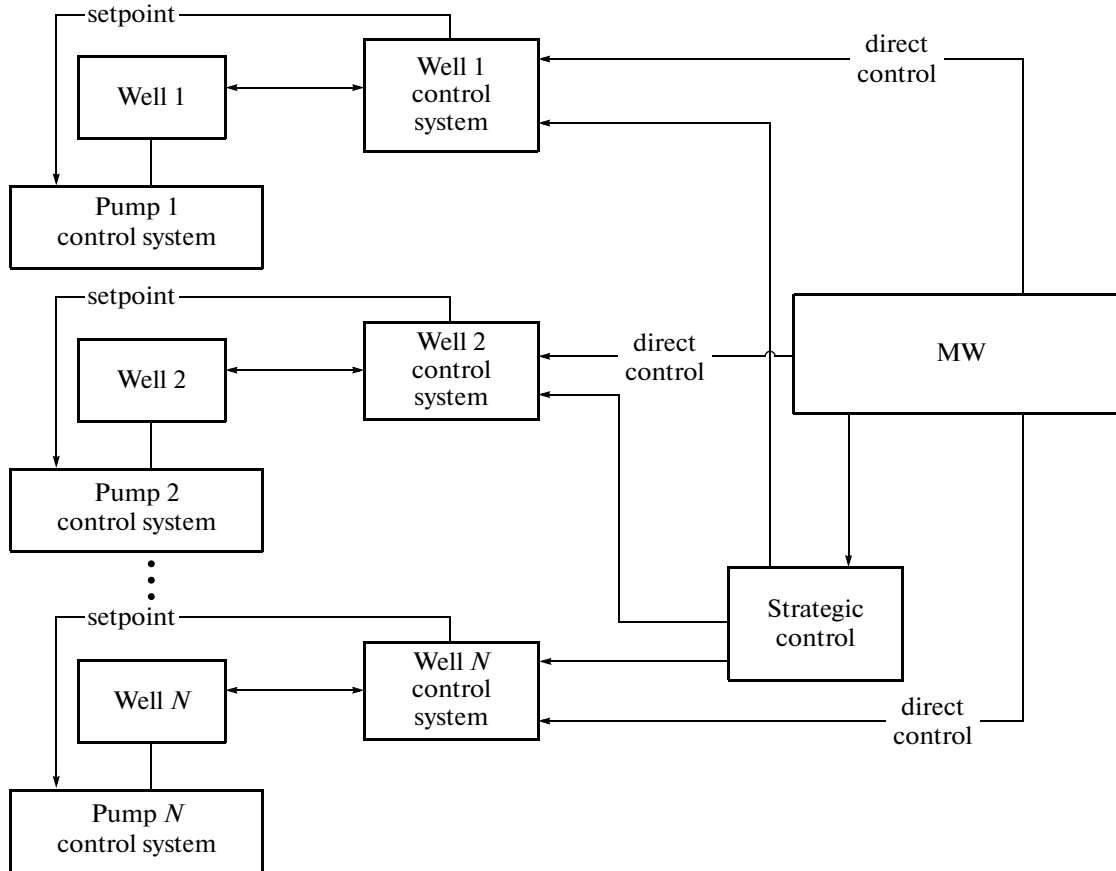 setpoint
Well 1
Well 1
control
system
direct
control
Pump 1
control system
setpoint
Well 2
Well 2
control
system
direct
control
MW
Pump 2
control system
setpoint
Well N
Well N
control
system
Strategic
control
direct
control
Pump N
control system